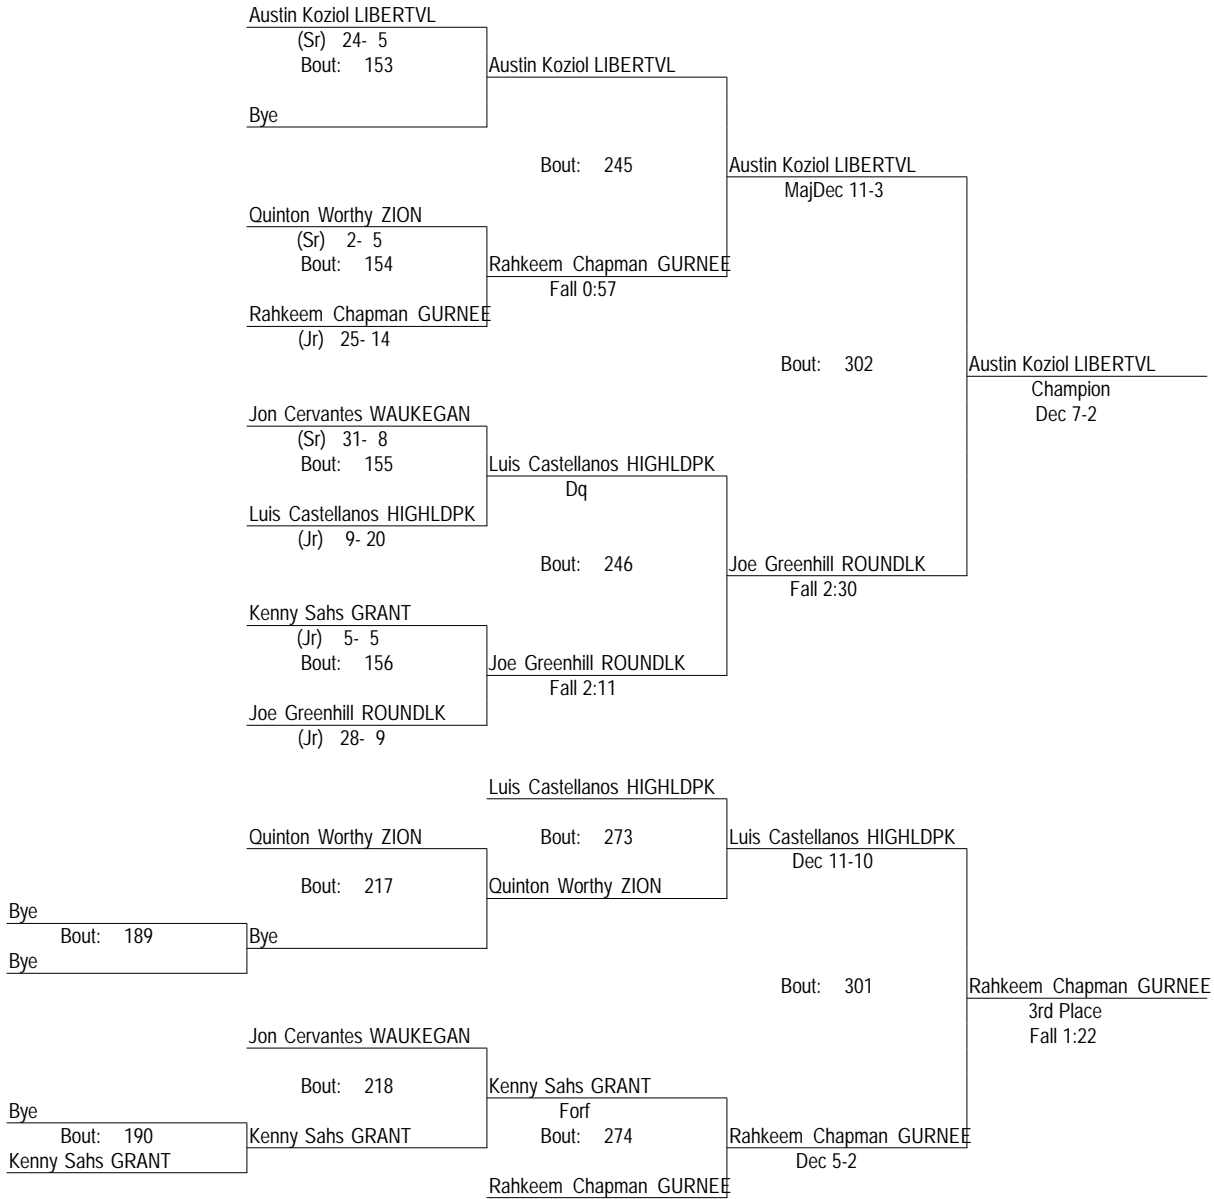 Austin Koziol LIBERTVL
(Sr) 24- 5
Bout: 153
Austin Koziol LIBERTVL
Bye
Bout: 245
Austin Koziol LIBERTVL
MajDec 11-3
Quinton Worthy ZION
(Sr) 2- 5
Bout: 154
Rahkeem Chapman GURNEE
Fall 0:57
Rahkeem Chapman GURNEE
(Jr) 25- 14
Bout: 302
Austin Koziol LIBERTVL
Champion
Dec 7-2
Jon Cervantes WAUKEGAN
(Sr) 31- 8
Bout: 155
Luis Castellanos HIGHLDPK
Dq
Luis Castellanos HIGHLDPK
(Jr) 9- 20
Bout: 246
Joe Greenhill ROUNDLK
Fall 2:30
Kenny Sahs GRANT
(Jr) 5- 5
Bout: 156
Joe Greenhill ROUNDLK
Fall 2:11
Joe Greenhill ROUNDLK
(Jr) 28- 9
Luis Castellanos HIGHLDPK
Quinton Worthy ZION
Bout: 273
Luis Castellanos HIGHLDPK
Dec 11-10
Bout: 217
Quinton Worthy ZION
Bye
Bout: 189
Bye
Bye
Bout: 301
Rahkeem Chapman GURNEE
3rd Place
Fall 1:22
Jon Cervantes WAUKEGAN
Bout: 218
Kenny Sahs GRANT
Forf
Bye
Bout: 190
Kenny Sahs GRANT
Kenny Sahs GRANT
Bout: 274
Rahkeem Chapman GURNEE
Dec 5-2
Rahkeem Chapman GURNEE